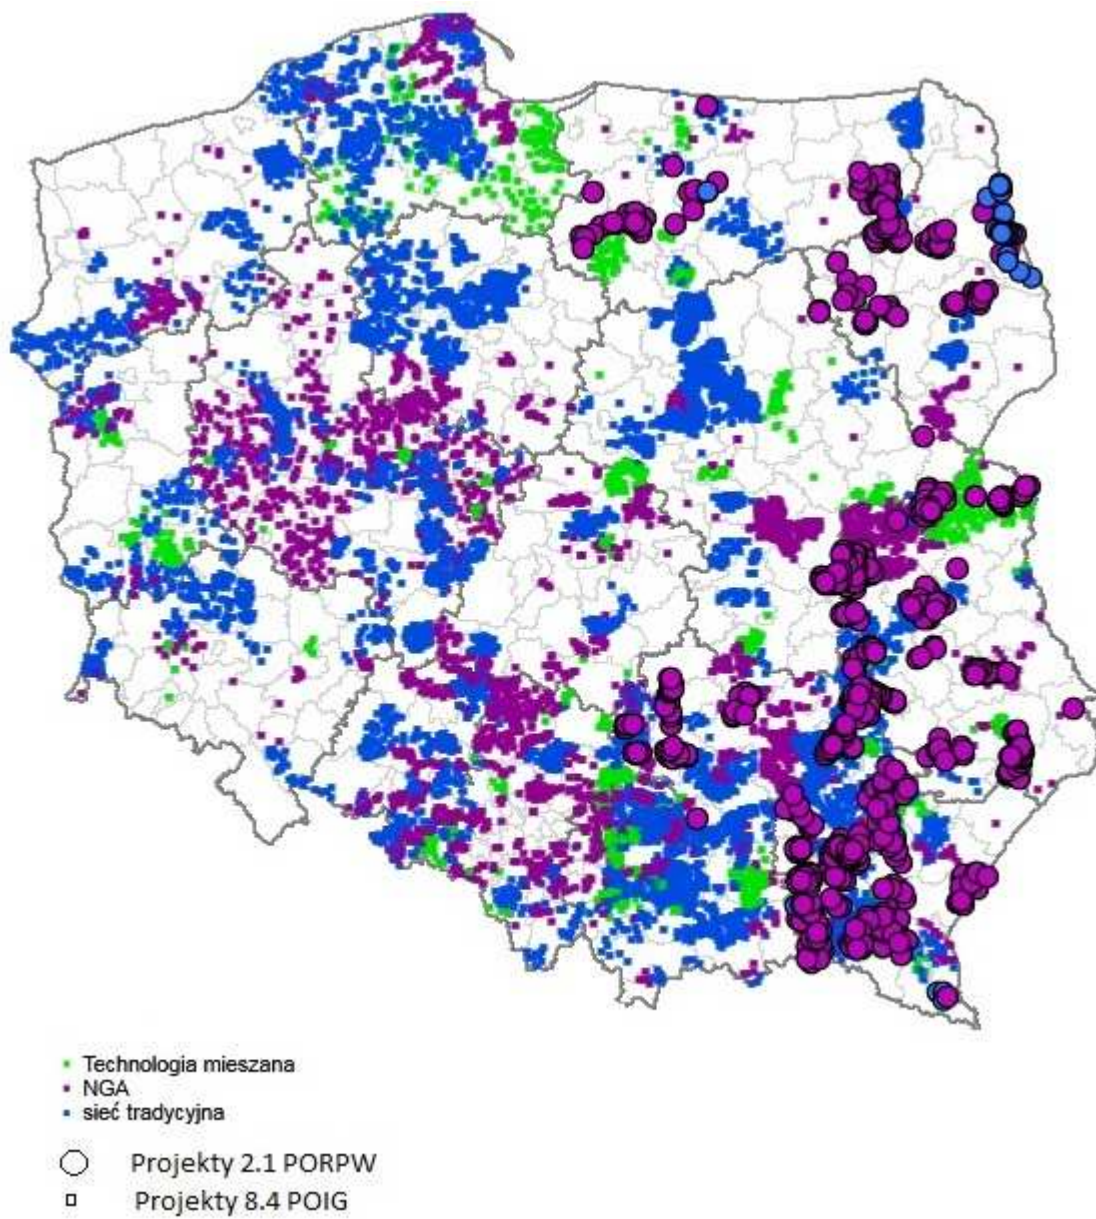 Technologia mieszana
NGA
sieć tradycyjna
Projekty 2.1 PORPW
Projekty 8.4 POIG